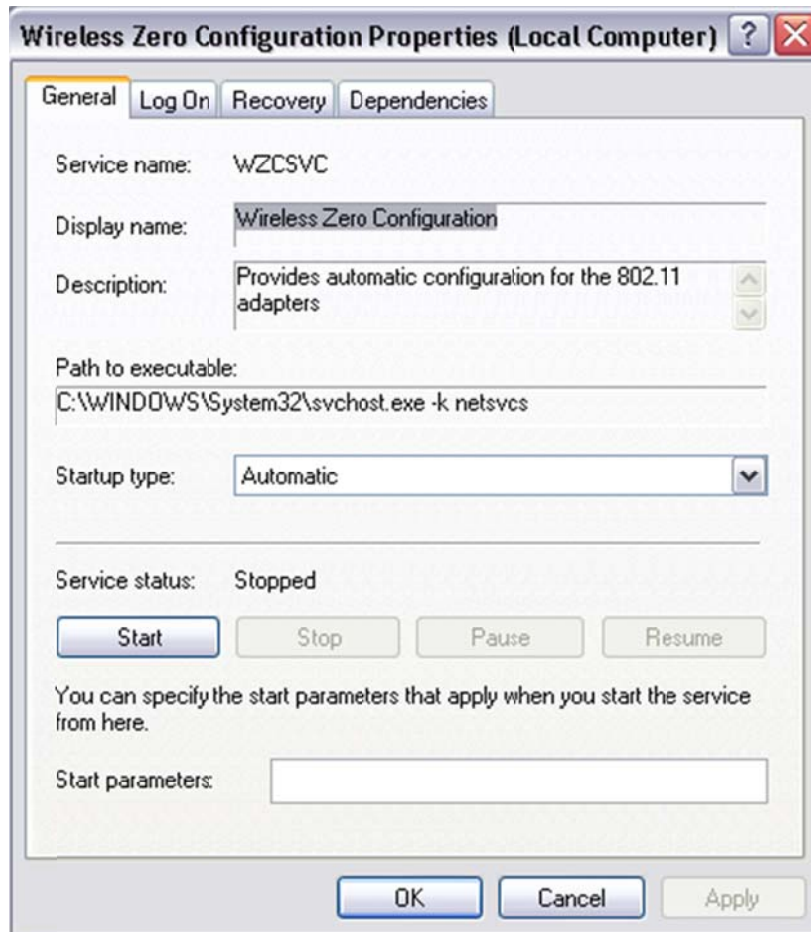 Wireless Zero Configuration Properties (Local Computer)
General Log On Recovery Dependencies
Service name: WZCSVC
Display name: Wireless Zero Configuration
Description: Provides automatic configuration for the 802.11
adapters
Path to executable:
C:\WINDOWS\System32\svchost.exe -k netsvcs
Startup type: Automatic
Service status: Stopped
Start Stop Pause Resume
You can specify the start parameters that apply when you start the service
from here.
Start parameters:
OK Cancel Apply